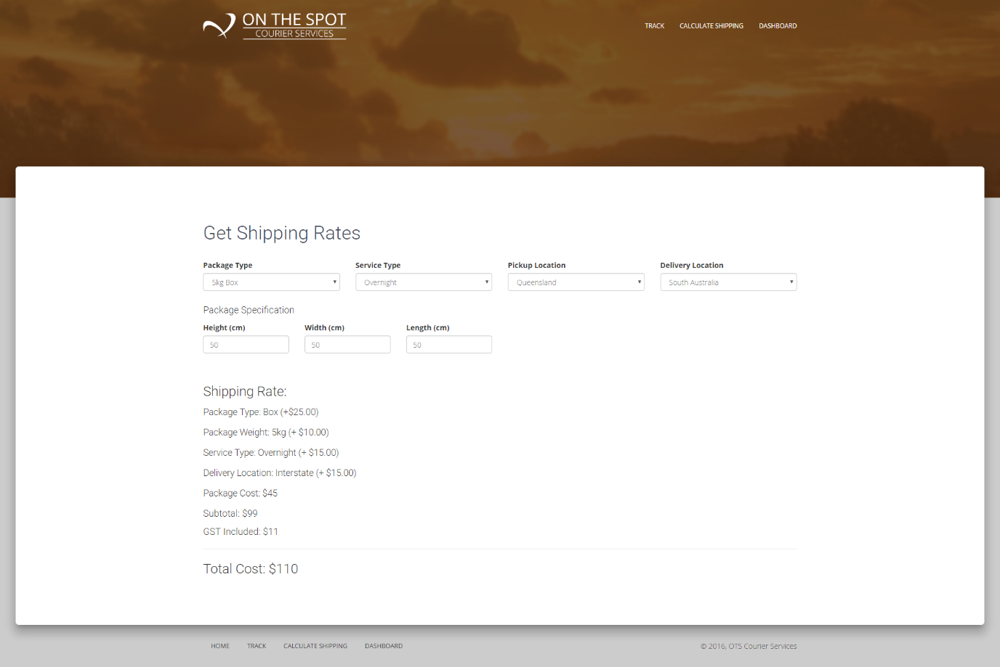 ON THE SPOT
COURIER SERVICES
TRACK CALCULATE SHIPPING DASHBOARD
Get Shipping Rates
Package Type Service Type Pickup Location Delivery Location
5kg Box Overnight Queensland South Australia
Package Specification
Height (cm) Width (cm) Length (cm)
50 50 50
Shipping Rate:
Package Type: Box (+$25.00)
Package Weight: 5kg (+ $10.00)
Service Type: Overnight (+ $15.00)
Delivery Location: Interstate (+ $15.00)
Package Cost: $45
Subtotal: $99
GST Included: $11
Total Cost: $110
HOME TRACK CALCULATE SHIPPING DASHBOARD © 2016, OTS Courier Services